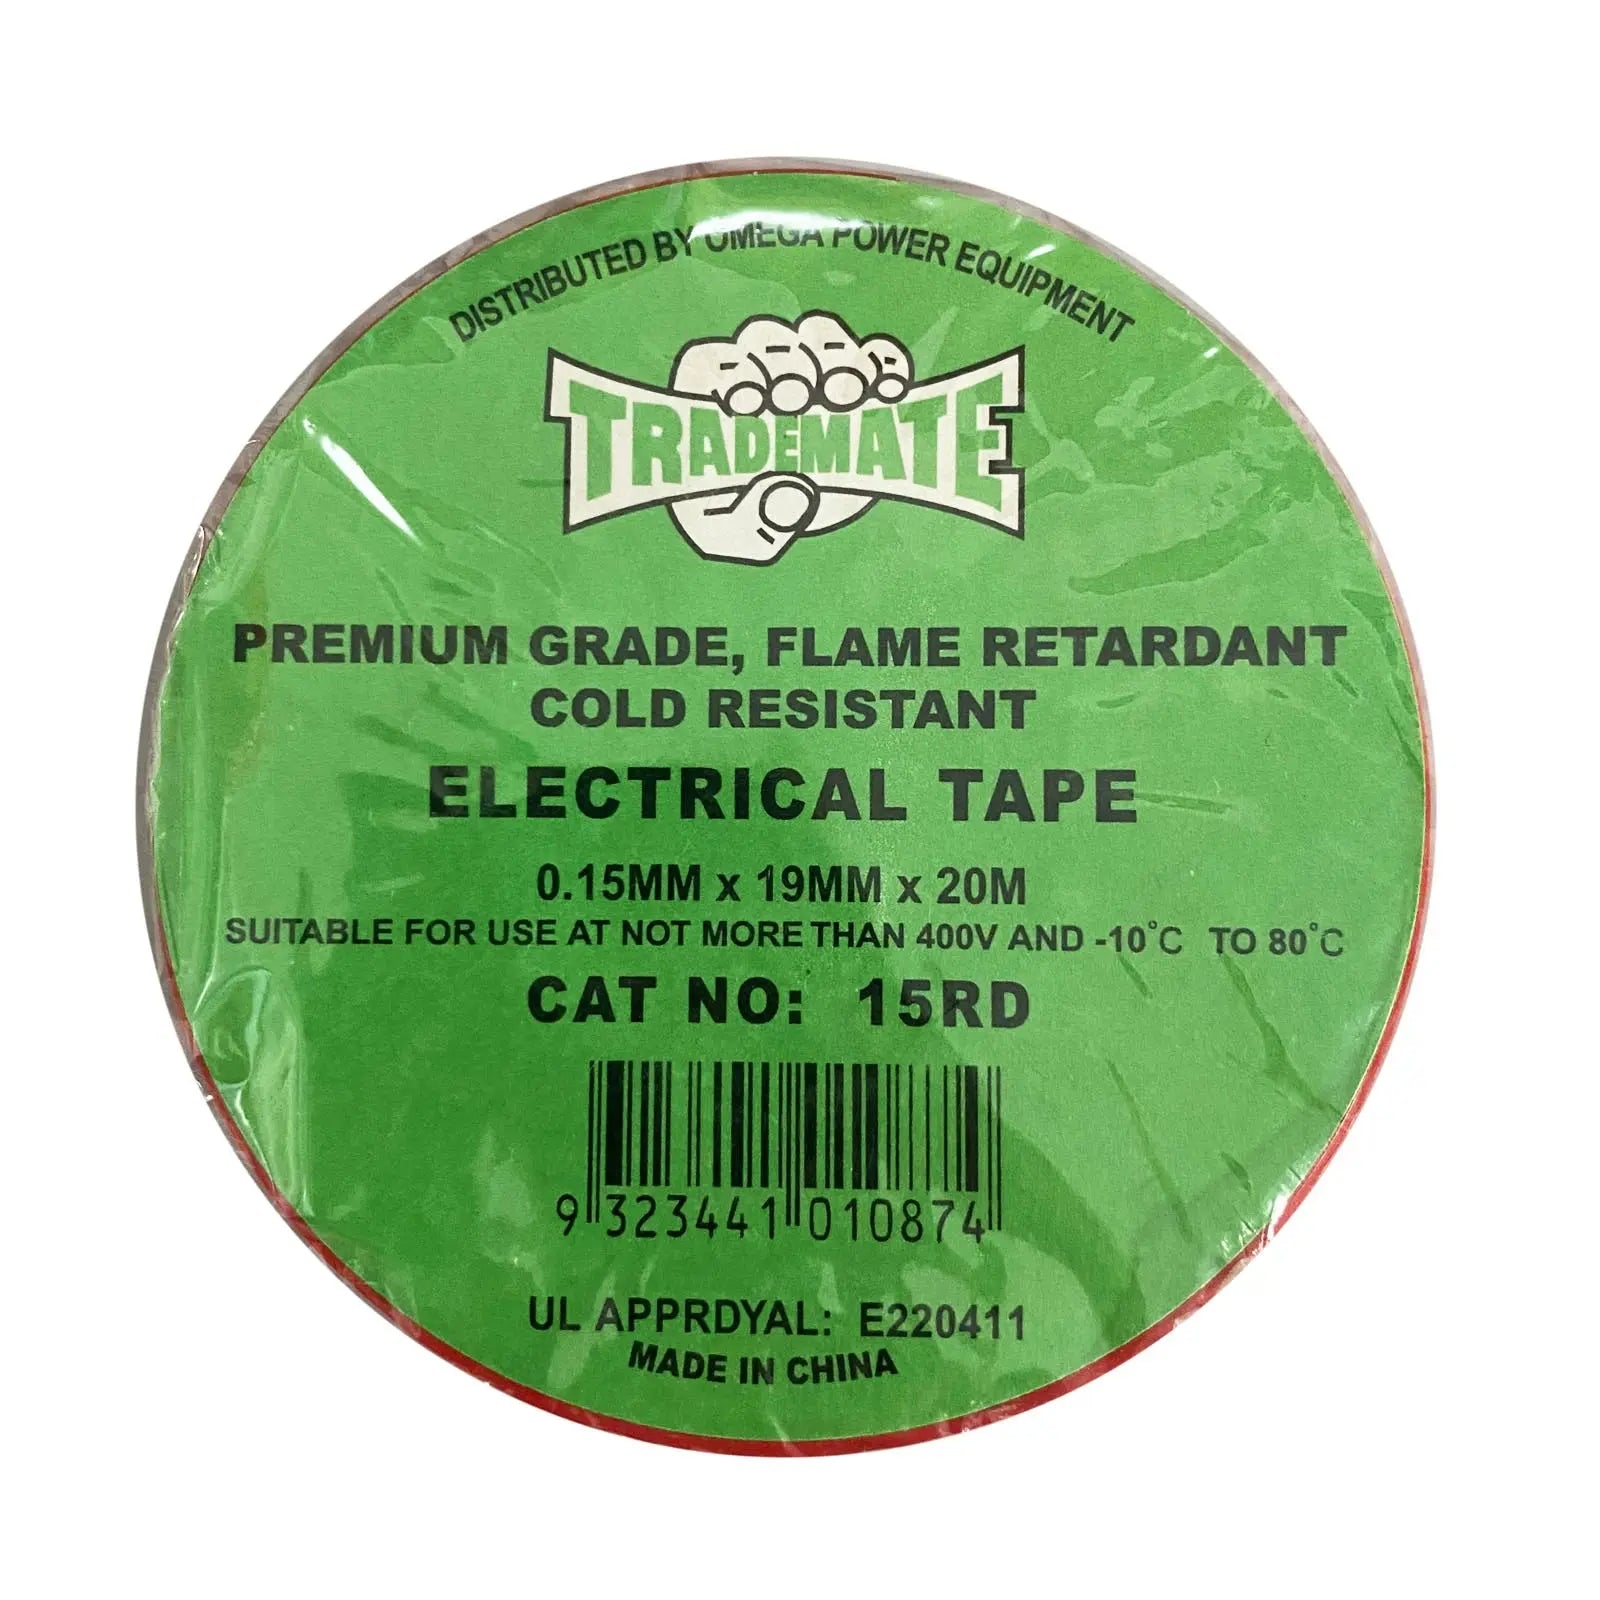 DISTRIBUTED BY OMEGA POWER EQUIPMENT
TRADEMATE
PREMIUM GRADE, FLAME RETARDANT
COLD RESISTANT
ELECTRICAL TAPE
0.15MM x 19MM x 20M
SUITABLE FOR USE AT NOT MORE THAN 400V AND -10°C TO 80°C
CAT NO: 15RD
9 323441 010874
UL APPRDYAL: E220411
MADE IN CHINA